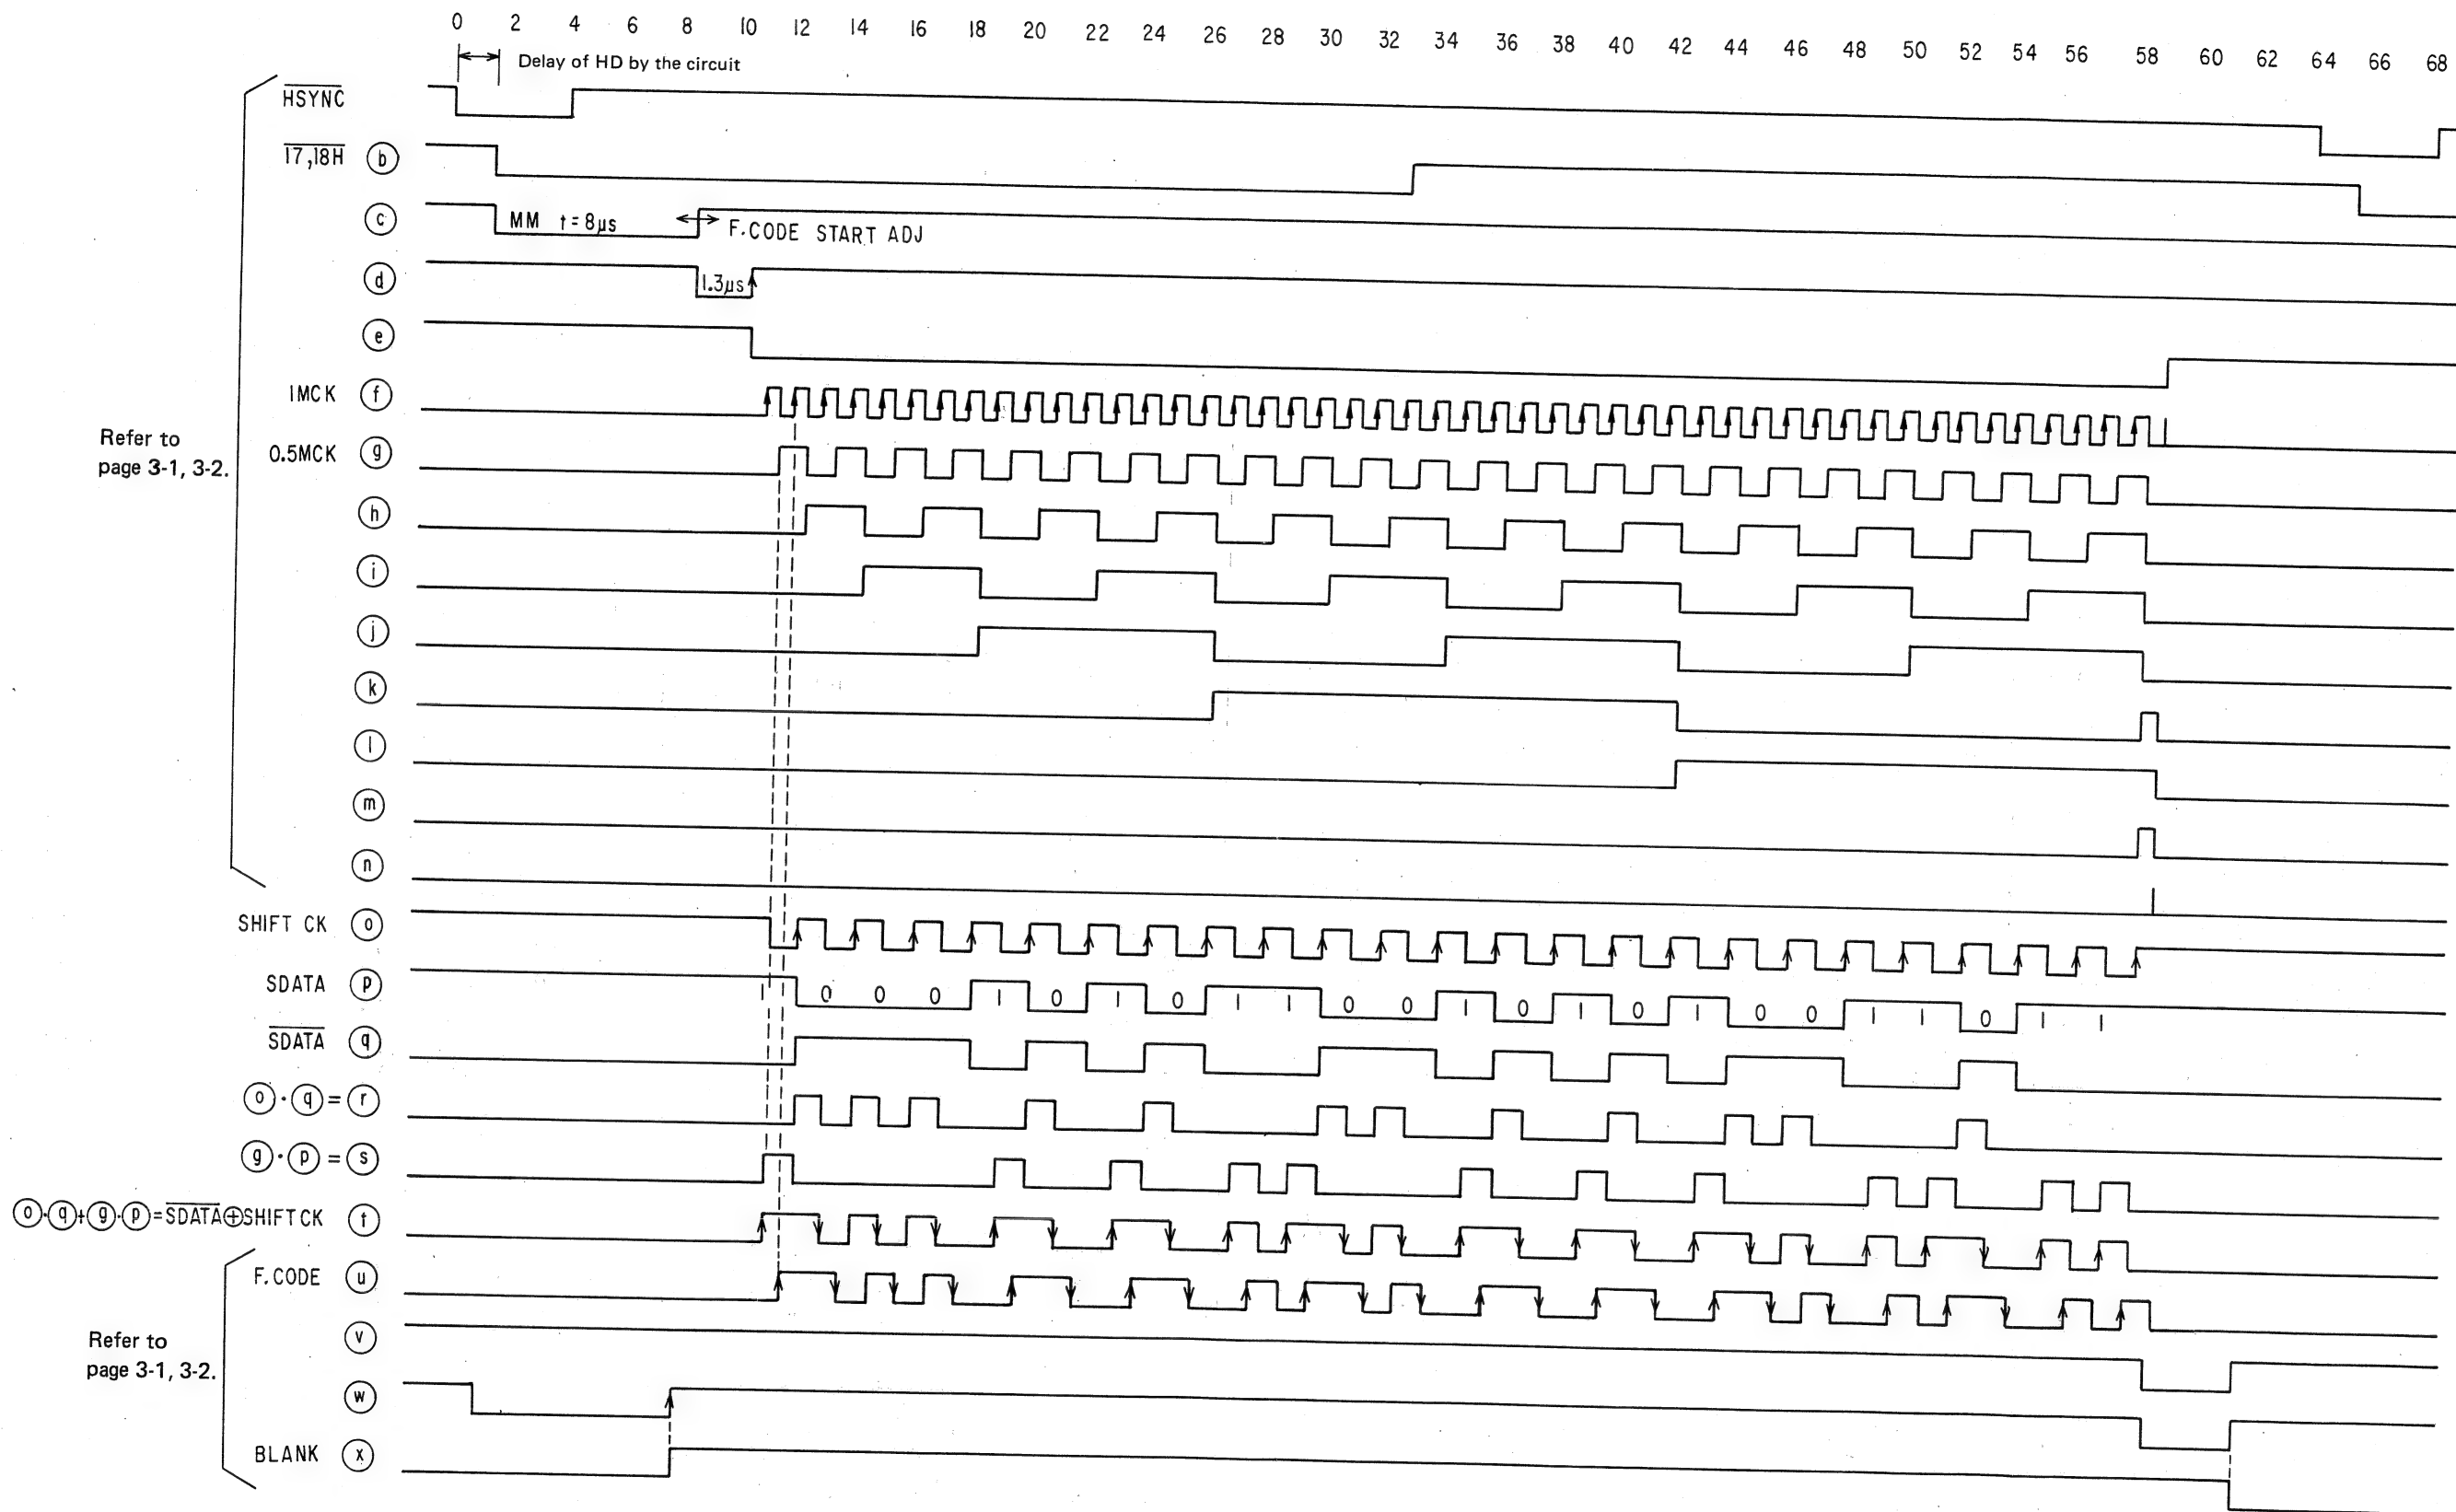 0 2 4 6 8 10 12 14 16 18 20 22 24 26 28 30 32 34 36 38 40 42 44 46 48 50 52 54 56 58 60 62 64 66 68
Delay of HD by the circuit
HSYNC
17,18H b
c MM t=8μs F.CODE START ADJ
d 1.3μs
e
1MCK f
Refer to
page 3-1, 3-2.
0.5MCK g
h
i
j
k
l
m
n
SHIFT CK o
SDATA p 0 0 0 1 0 1 0 1 1 0 0 1 0 1 0 1 0 0 1 1 0 1 1
SDATA q
o·q=r
g·p=s
o·q+g·p=SDATA⊕SHIFT CK t
F.CODE u
Refer to
page 3-1, 3-2.
v
w
BLANK x